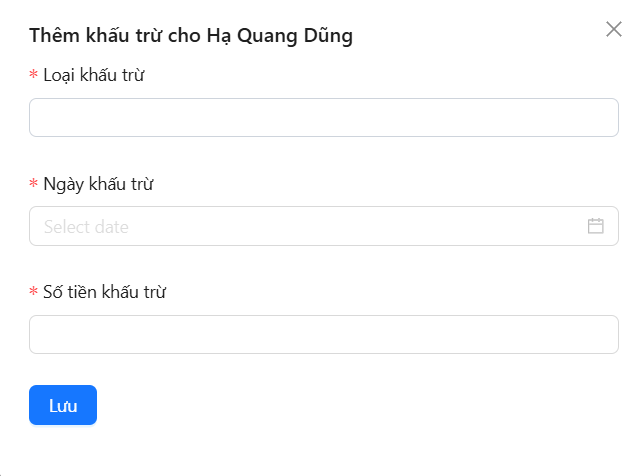 Thêm khấu trừ cho Hạ Quang Dũng
* Loại khấu trừ
* Ngày khấu trừ
Select date
* Số tiền khấu trừ
Lưu